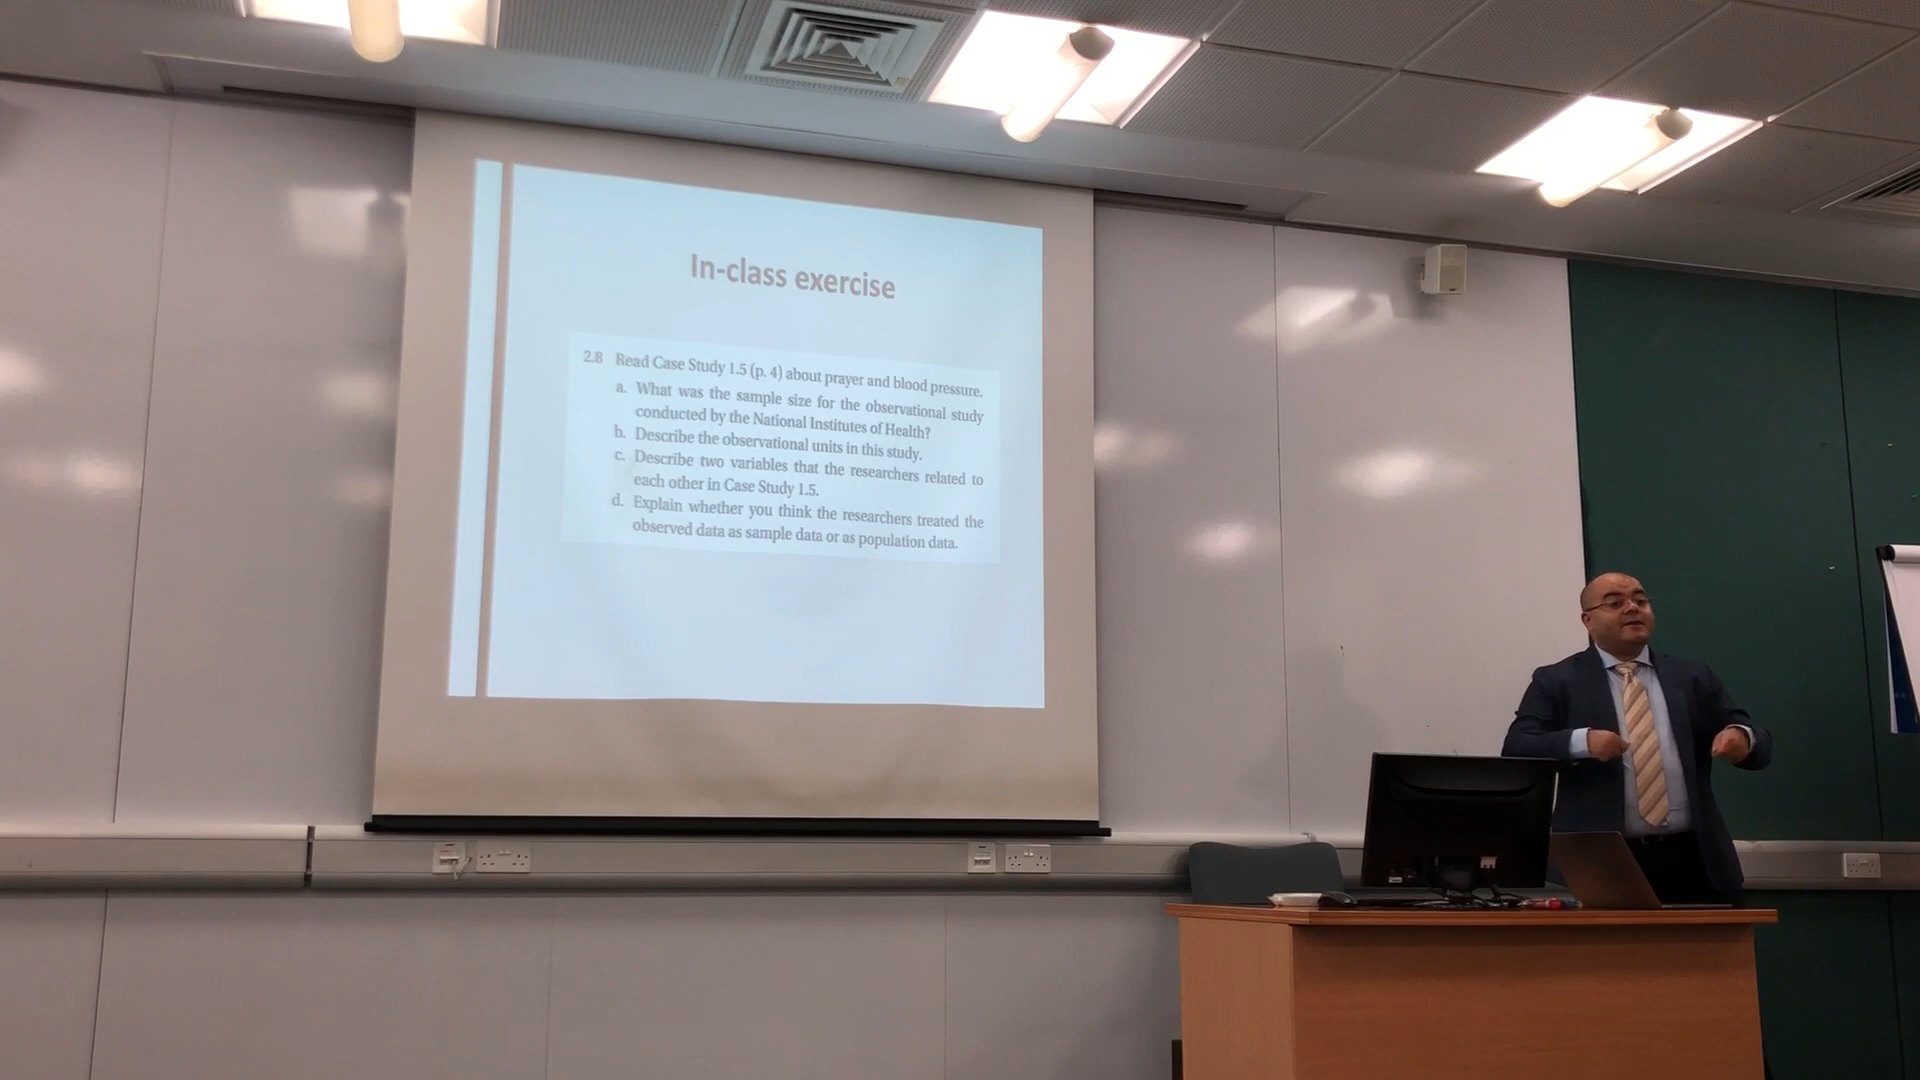 In-class exercise
2.8 Read Case Study 1.5 (p. 4) about prayer and blood pressure.
a. What was the sample size for the observational study
conducted by the National Institutes of Health?
b. Describe the observational units in this study.
c. Describe two variables that the researchers related to
each other in Case Study 1.5.
d. Explain whether you think the researchers treated the
observed data as sample data or as population data.